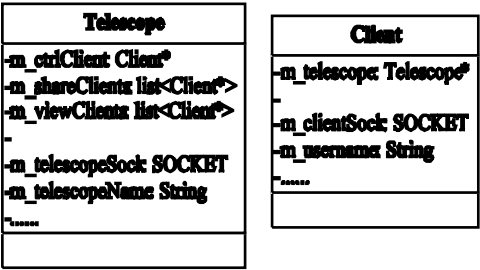 Telescope
-m_ctrlClient: Client*
-m_shareClients: list<Client*>
-m_viewClients: list<Client*>
-
-m_telescopeSock: SOCKET
-m_telescopeName: String
-......
Client
-m_telescope: Telescope*
-
-m_clientSock: SOCKET
-m_username: String
-......